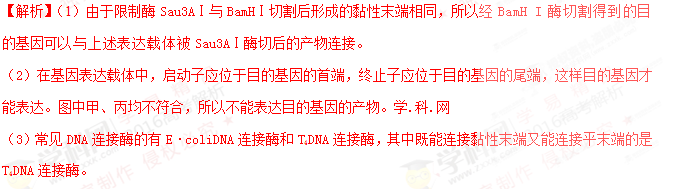 【解析】（1）由于限制酶 Sau3AⅠ与 BamHⅠ切割后形成的黏性末端相同，所以经 BamH I 酶切割得到的目
的基因可以与上述表达载体被 Sau3AⅠ酶切后的产物连接。
（2）在基因表达载体中，启动子应位于目的基因的首端，终止子应位于目的基因的尾端，这样目的基因才
能表达。图中甲、丙均不符合，所以不能表达目的基因的产物。学.科.网
（3）常见 DNA 连接酶的有 E·coliDNA 连接酶和 T₄DNA 连接酶，其中既能连接黏性末端又能连接平末端的是
T₄DNA 连接酶。